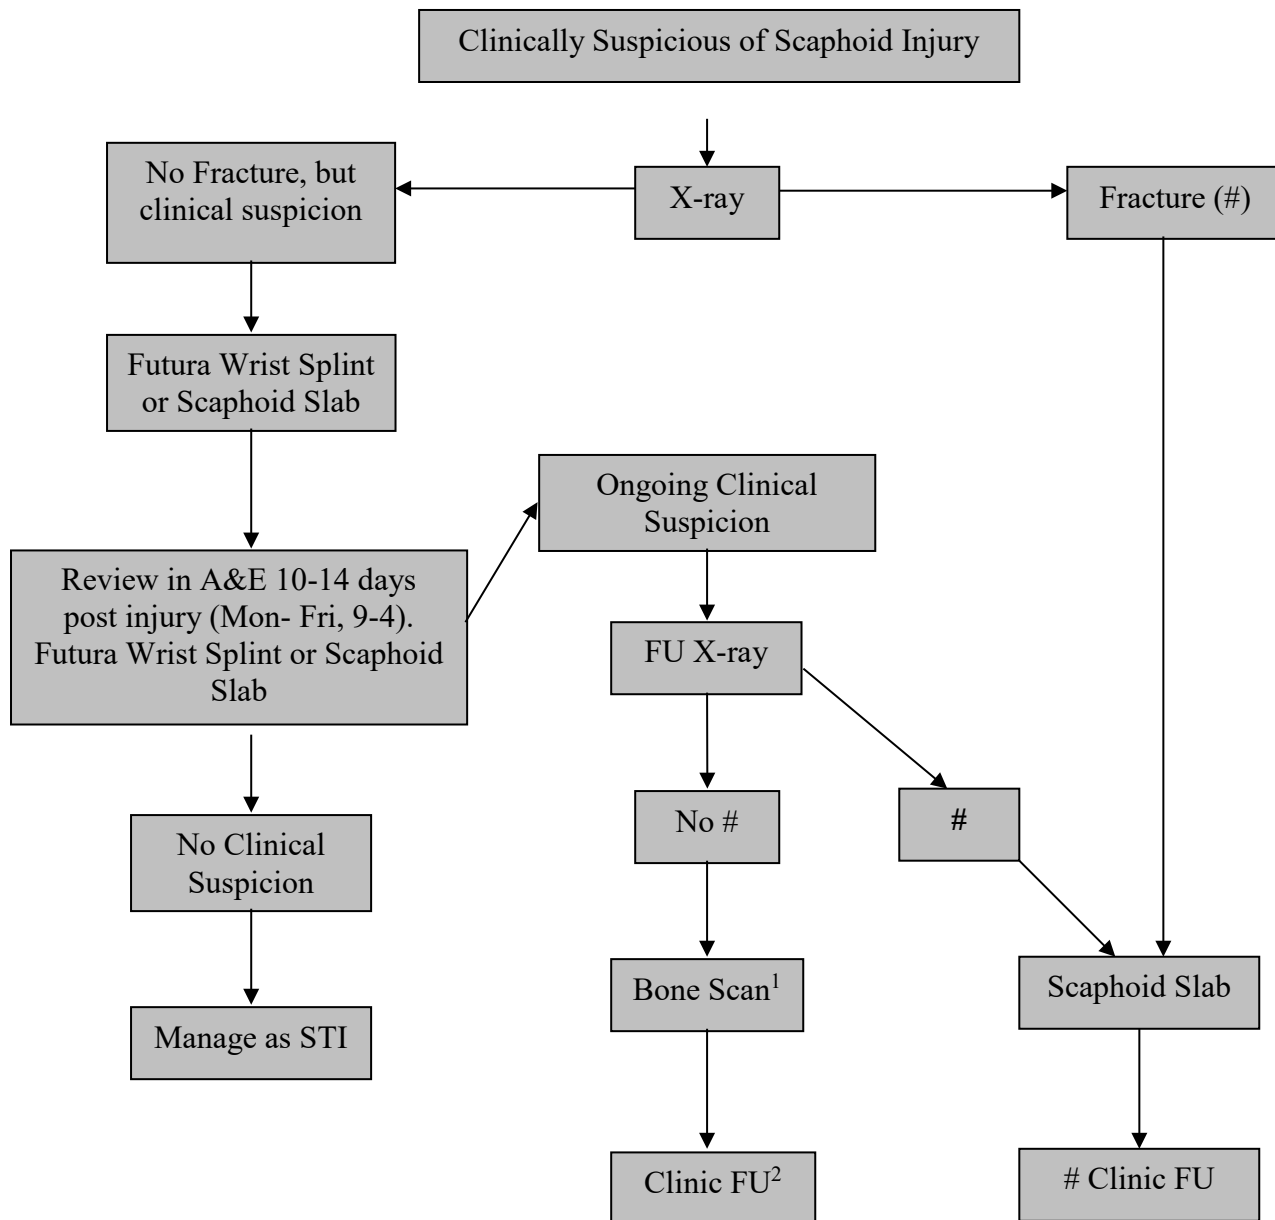 Clinically Suspicious of Scaphoid Injury
No Fracture, but
clinical suspicion
X-ray
Fracture (#)
Futura Wrist Splint
or Scaphoid Slab
Ongoing Clinical
Suspicion
Review in A&E 10-14 days
post injury (Mon- Fri, 9-4).
Futura Wrist Splint or Scaphoid
Slab
FU X-ray
No #
#
No Clinical
Suspicion
Bone Scan¹
Scaphoid Slab
Manage as STI
Clinic FU²
# Clinic FU